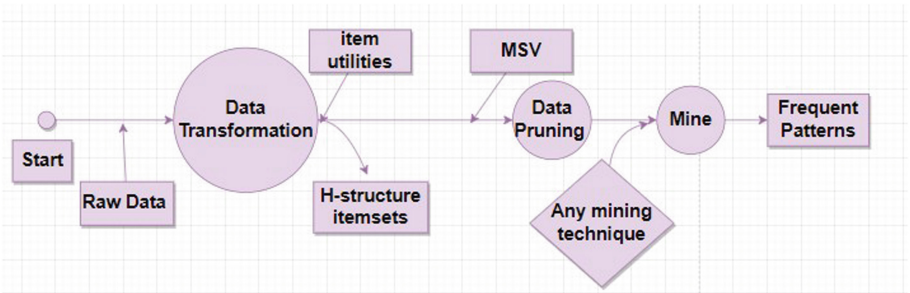 Start
Raw Data
Data
Transformation
item
utilities
H-structure
itemsets
MSV
Data
Pruning
Any mining
technique
Mine
Frequent
Patterns